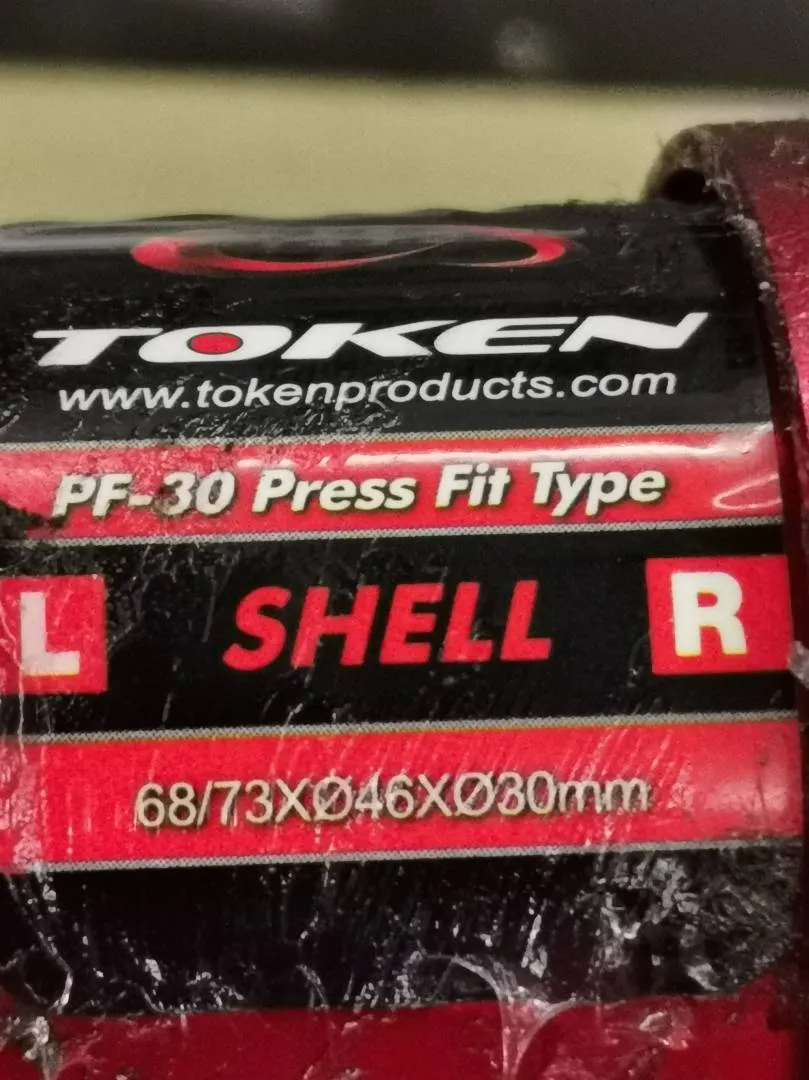 TOKEN
www.tokenproducts.com
PF-30 Press Fit Type
L SHELL R
68/73XØ46XØ30mm